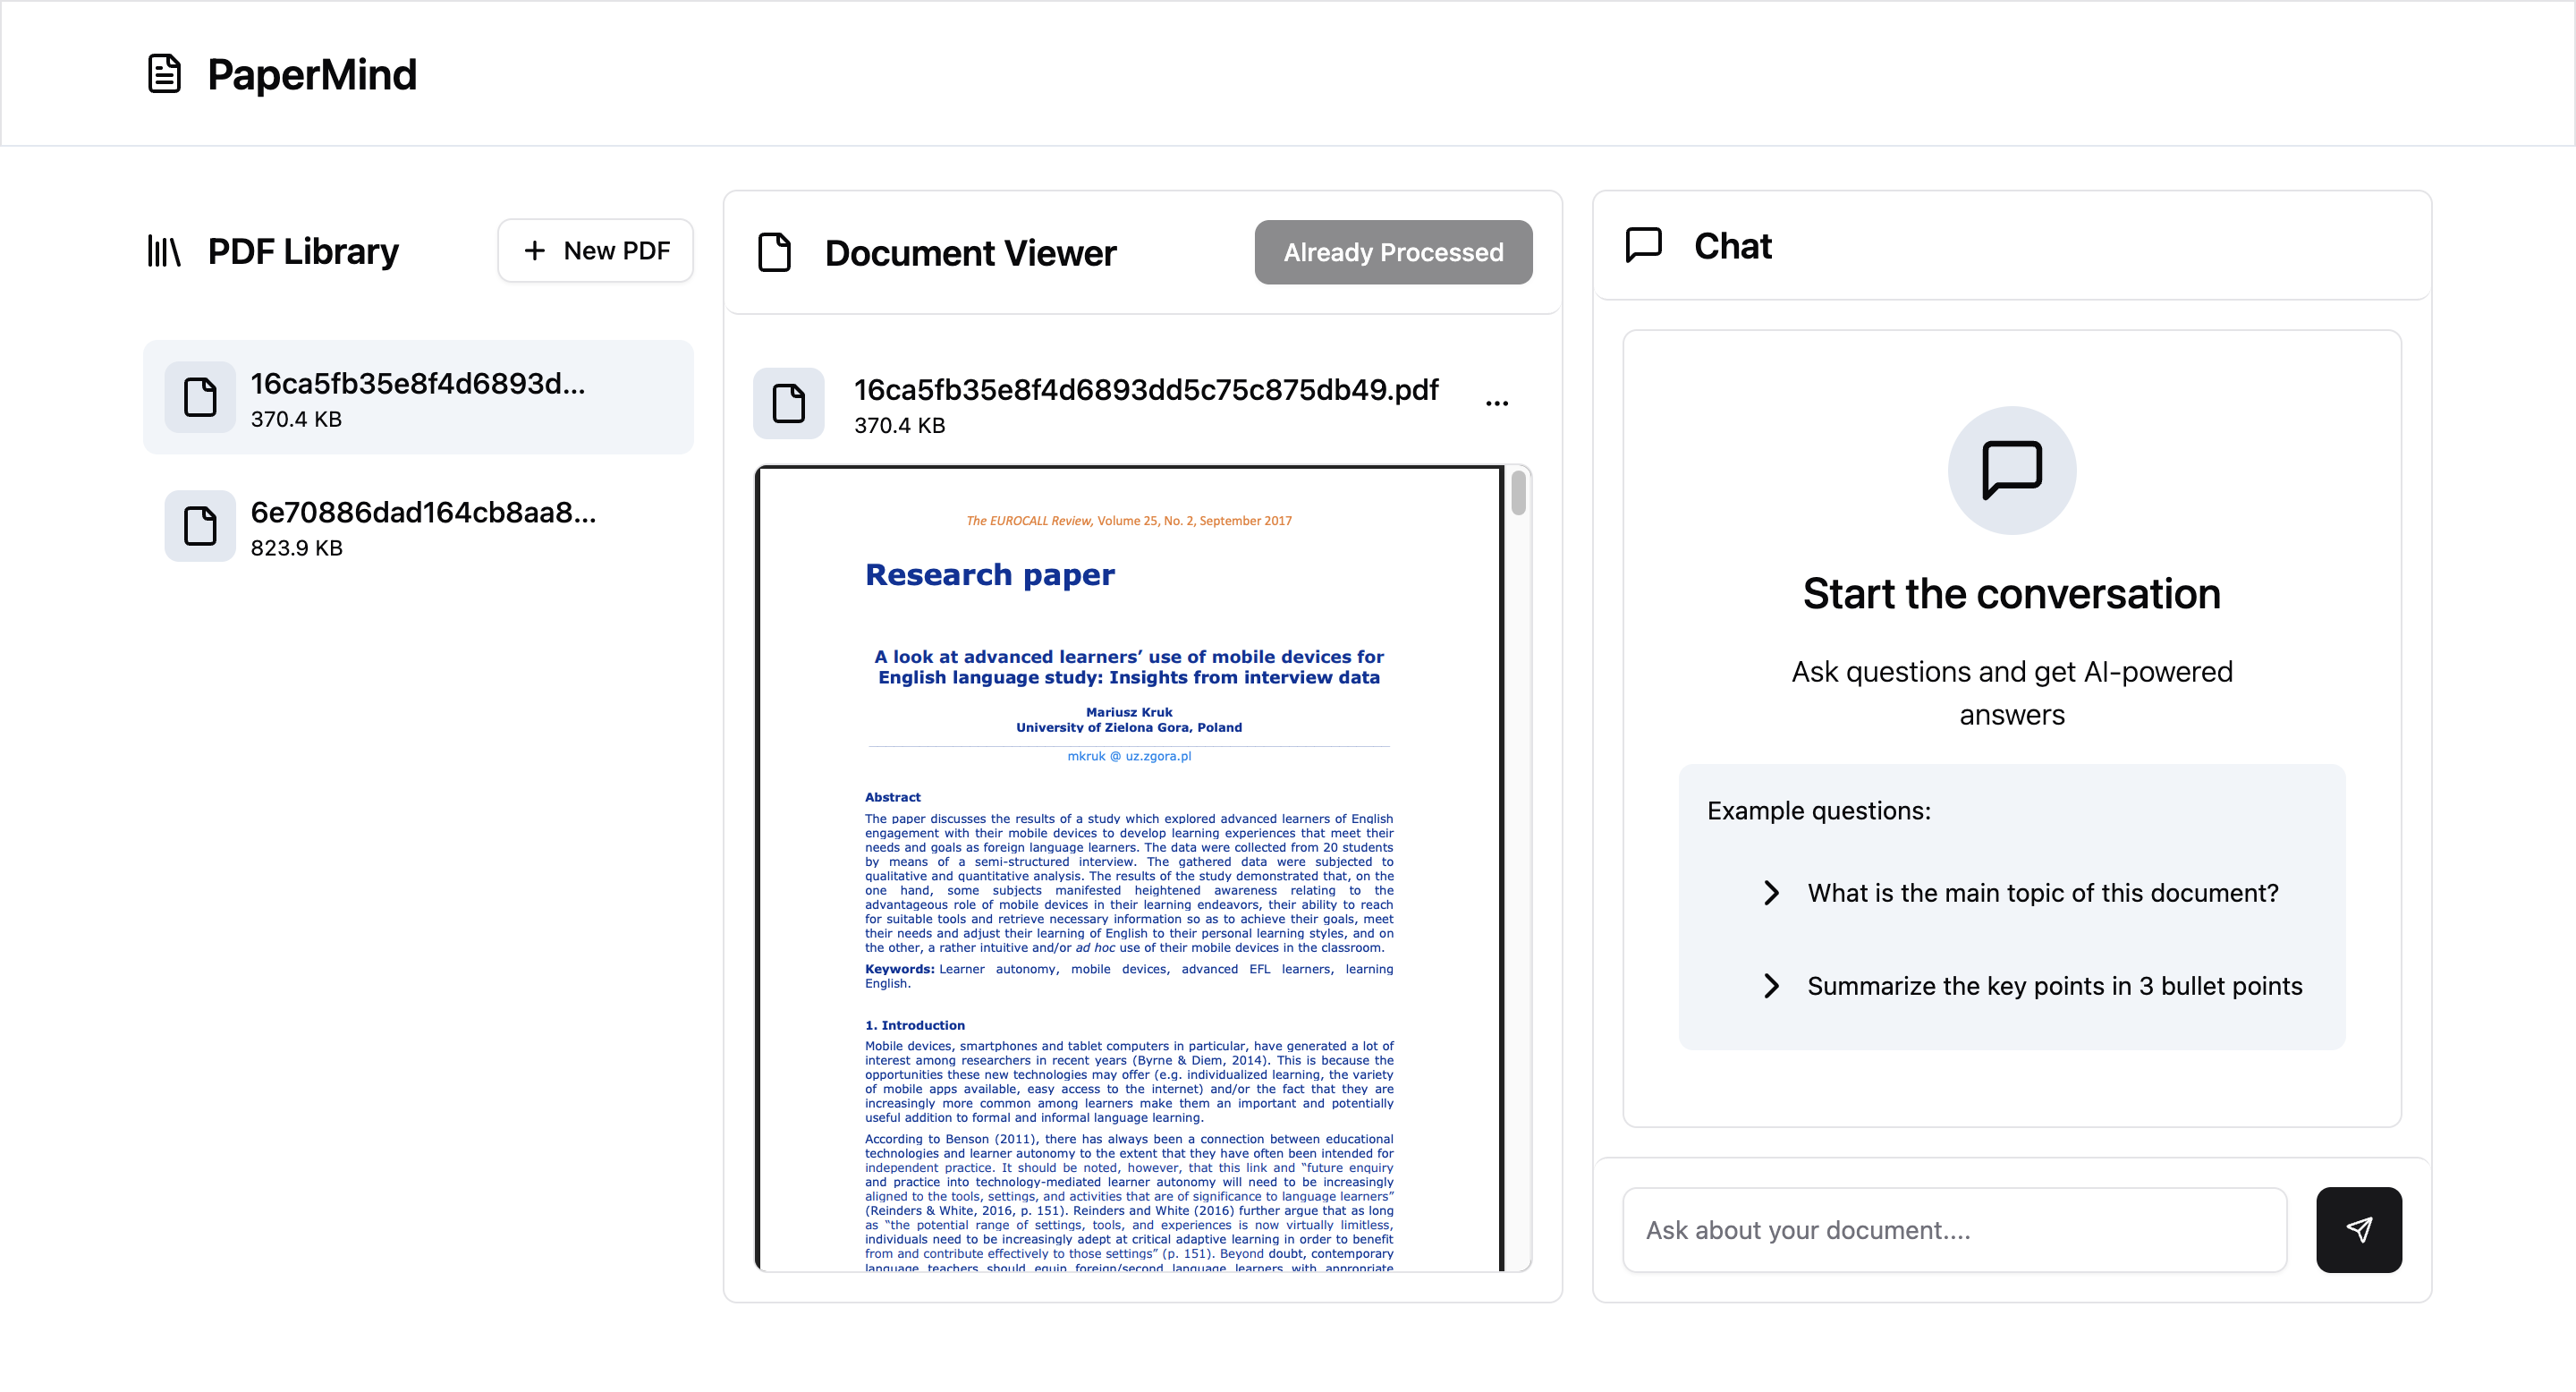 PaperMind
PDF Library
+ New PDF
16ca5fb35e8f4d6893d...
370.4 KB
6e70886dad164cb8aa8...
823.9 KB
Document Viewer
Already Processed
16ca5fb35e8f4d6893dd5c75c875db49.pdf
370.4 KB
...
The EUROCALL Review, Volume 25, No. 2, September 2017
Research paper
A look at advanced learners’ use of mobile devices for
English language study: Insights from interview data
Mariusz Kruk
University of Zielona Gora, Poland
mkruk @ uz.zgora.pl
Abstract
The paper discusses the results of a study which explored advanced learners of English
engagement with their mobile devices to develop learning experiences that meet their
needs and goals as foreign language learners. The data were collected from 20 students
by means of a semi-structured interview. The gathered data were subjected to
qualitative and quantitative analysis. The results of the study demonstrated that, on the
one hand, some subjects manifested heightened awareness relating to the
advantageous role of mobile devices in their learning endeavors, their ability to reach
for suitable tools and retrieve necessary information so as to achieve their goals, meet
their needs and adjust their learning of English to their personal learning styles, and on
the other, a rather intuitive and/or ad hoc use of their mobile devices in the classroom.
Keywords: Learner autonomy, mobile devices, advanced EFL learners, learning
English.
1. Introduction
Mobile devices, smartphones and tablet computers in particular, have generated a lot of
interest among researchers in recent years (Byrne & Diem, 2014). This is because the
opportunities these new technologies may offer (e.g. individualized learning, the variety
of mobile apps available, easy access to the internet) and/or the fact that they are
increasingly more common among learners make them an important and potentially
useful addition to formal and informal language learning.
According to Benson (2011), there has always been a connection between educational
technologies and learner autonomy to the extent that they have often been intended for
independent practice. It should be noted, however, that this link and “future enquiry
and practice into technology-mediated learner autonomy will need to be increasingly
aligned to the tools, settings, and activities that are of significance to language learners”
(Reinders & White, 2016, p. 151). Reinders and White (2016) further argue that as long
as “the potential range of settings, tools, and experiences is now virtually limitless,
individuals need to be increasingly adept at critical adaptive learning in order to benefit
from and contribute effectively to those settings” (p. 151). Beyond doubt, contemporary
language teachers should equip foreign/second language learners with appropriate
Chat
Start the conversation
Ask questions and get AI-powered
answers
Example questions:
What is the main topic of this document?
Summarize the key points in 3 bullet points
Ask about your document....